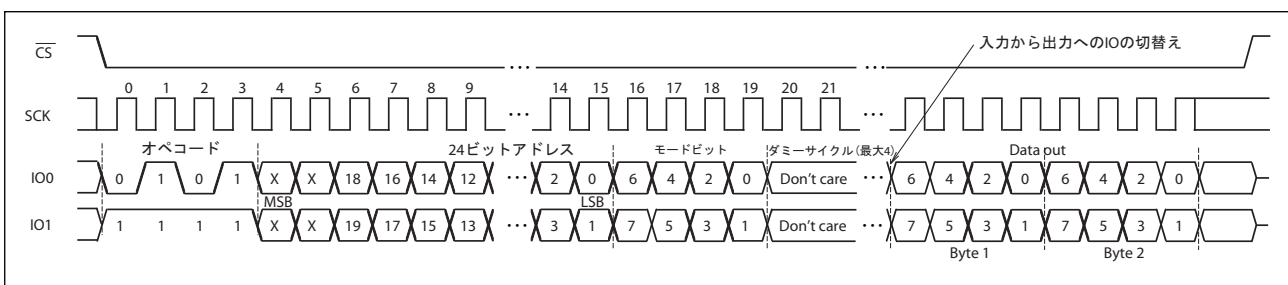 入力から出力へのIOの切替え
CS
0 1 2 3 4 5 6 7 8 9 14 15 16 17 18 19 20 21
SCK
オペコード 24ビットアドレス モードビット ダミーサイクル(最大4) Data out
IO0 0 1 0 1 X X 18 16 14 12 ... 2 0 6 4 2 0 Don't care ... 6 4 2 0 6 4 2 0
MSB LSB
IO1 1 1 1 1 X X 19 17 15 13 ... 3 1 7 5 3 1 Don't care ... 7 5 3 1 7 5 3 1
Byte 1 Byte 2